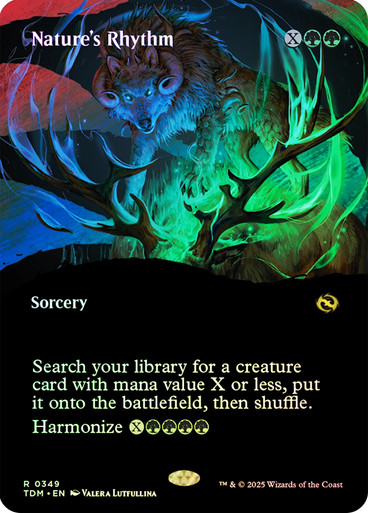 Nature's Rhythm X
Sorcery
Search your library for a creature
card with mana value X or less, put
it onto the battlefield, then shuffle.
Harmonize X
R 0349
TDM • EN VALERA LUTFULLINA
™ & © 2025 Wizards of the Coast